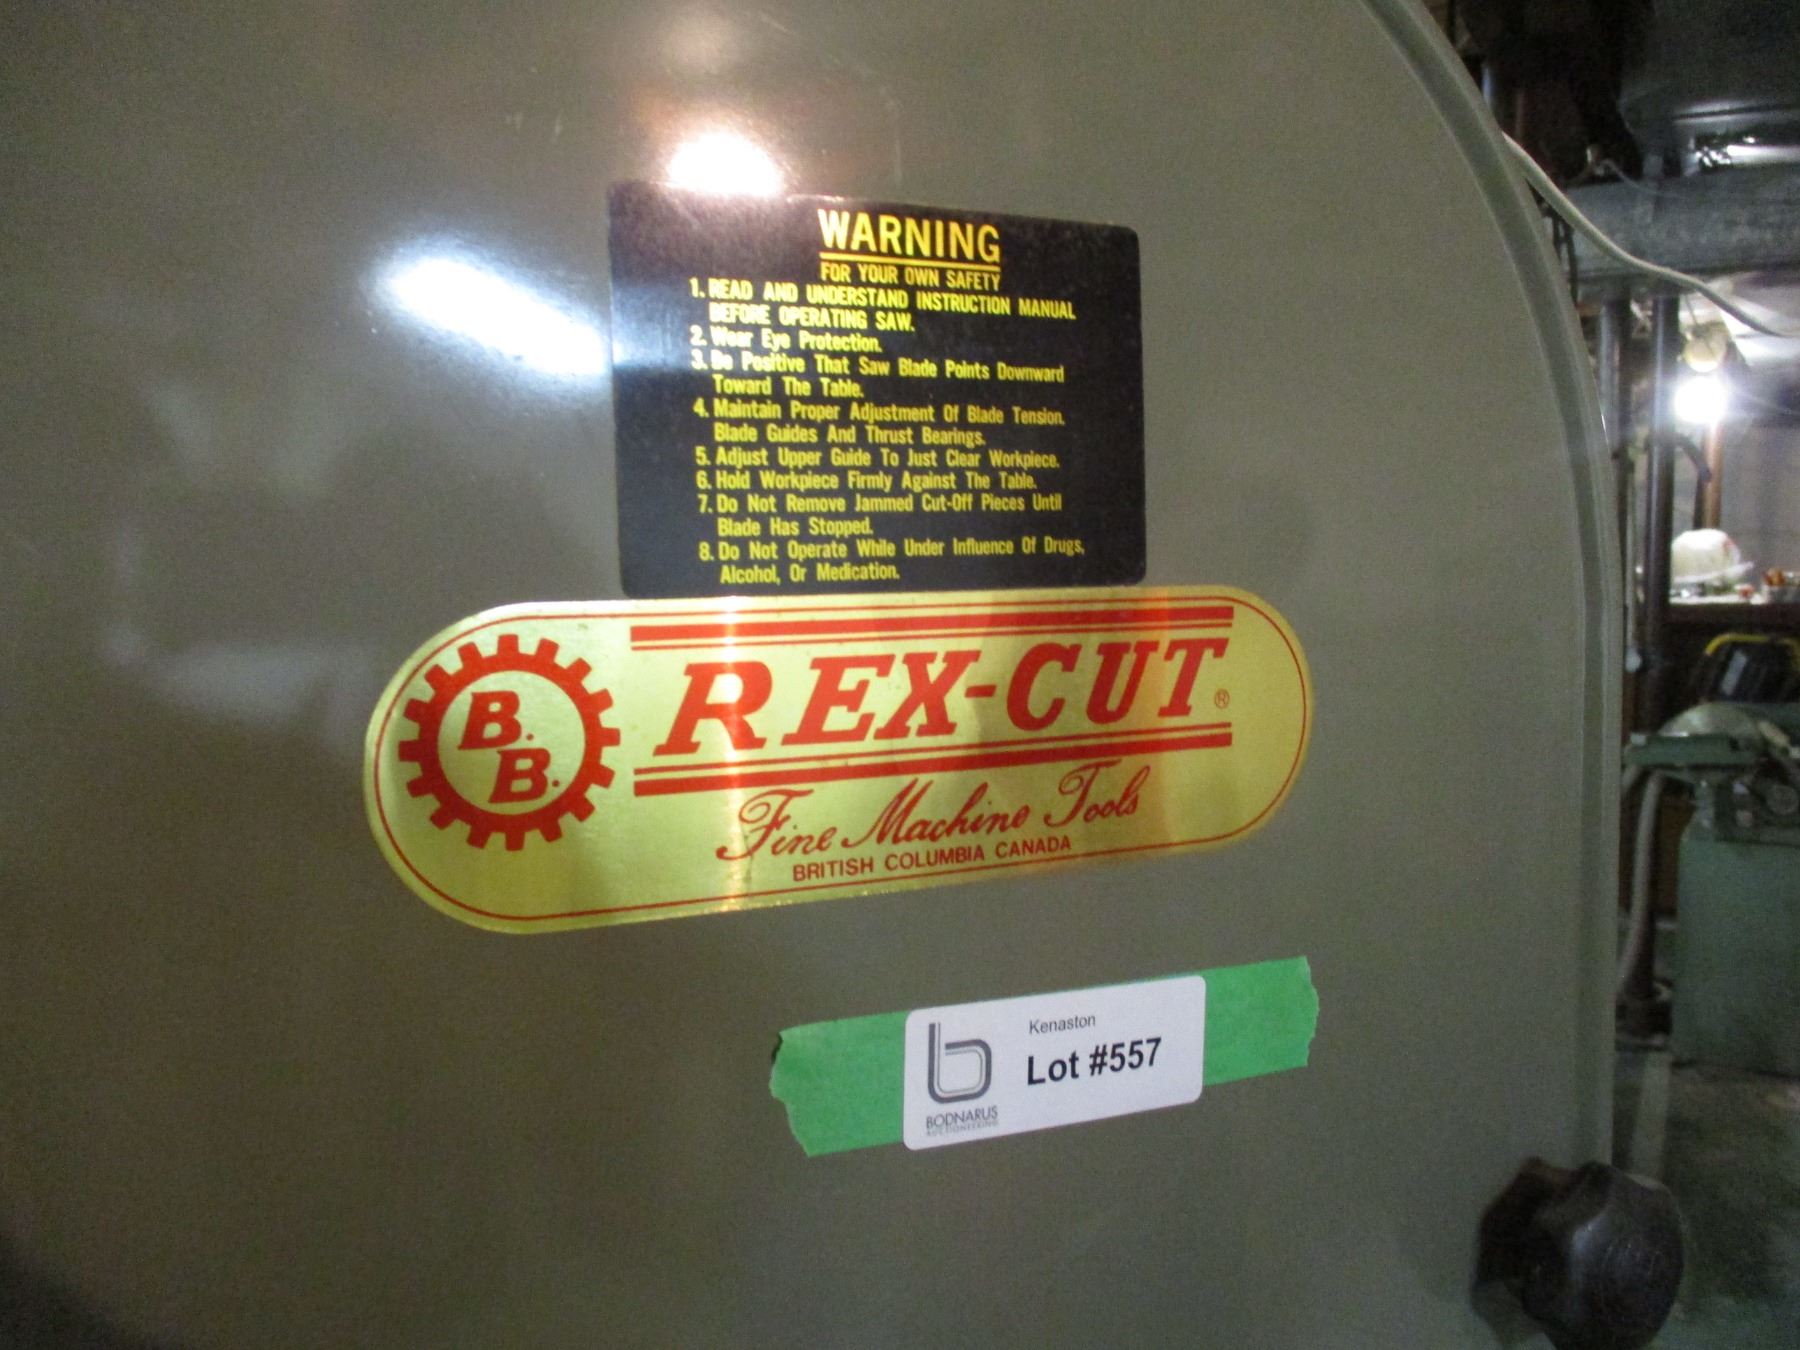 WARNING
FOR YOUR OWN SAFETY
1. READ AND UNDERSTAND INSTRUCTION MANUAL
BEFORE OPERATING SAW.
2. Wear Eye Protection.
3. Be Positive That Saw Blade Points Downward
Toward The Table.
4. Maintain Proper Adjustment Of Blade Tension,
Blade Guides And Thrust Bearings.
5. Adjust Upper Guide To Just Clear Workpiece.
6. Hold Workpiece Firmly Against The Table.
7. Do Not Remove Jammed Cut-Off Pieces Until
Blade Has Stopped.
8. Do Not Operate While Under Influence Of Drugs,
Alcohol, Or Medication.
B.
B.
REX-CUT®
Fine Machine Tools
BRITISH COLUMBIA CANADA
Kenaston
Lot #557
b
BODNARUS
AUCTIONEERING